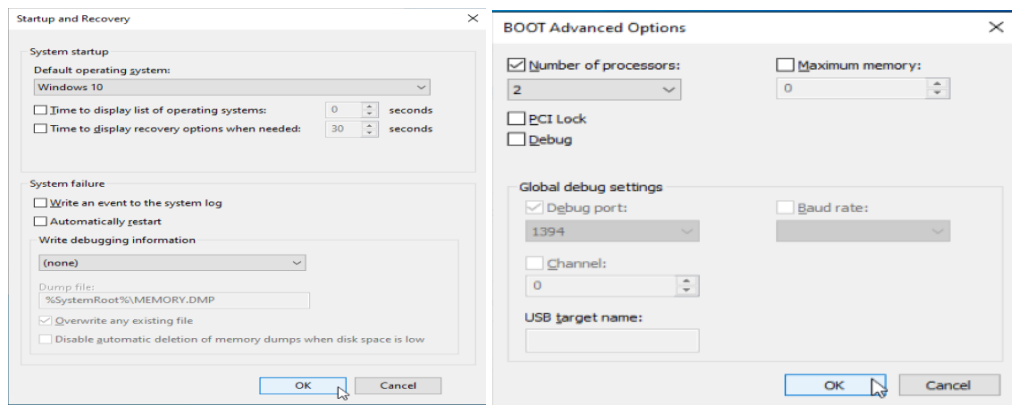 Startup and Recovery
System startup
Default operating system:
Windows 10
Time to display list of operating systems: 0 seconds
Time to display recovery options when needed: 30 seconds
System failure
Write an event to the system log
Automatically restart
Write debugging information
(none)
Dump file:
%SystemRoot%\MEMORY.DMP
Overwrite any existing file
Disable automatic deletion of memory dumps when disk space is low
OK Cancel
BOOT Advanced Options
Number of processors: Maximum memory:
2 0
PCI Lock
Debug
Global debug settings
Debug port: Baud rate:
1394
Channel:
0
USB target name:
OK Cancel